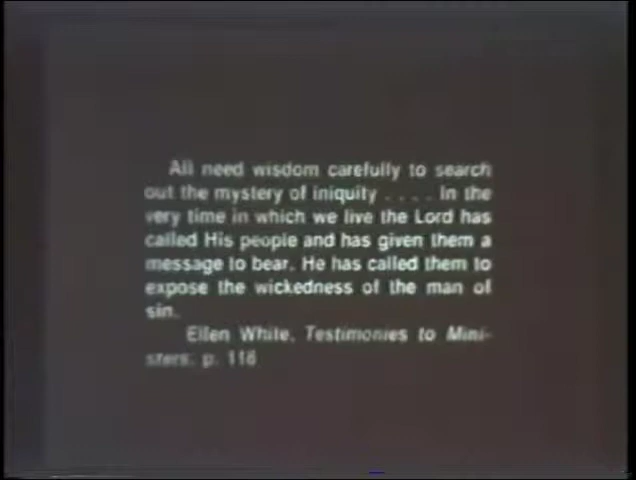 All need wisdom carefully to search
out the mystery of iniquity . . . . In the
very time in which we live the Lord has
called His people and has given them a
message to bear. He has called them to
expose the wickedness of the man of
sin.
Ellen White, Testimonies to Mini-
sters, p. 118